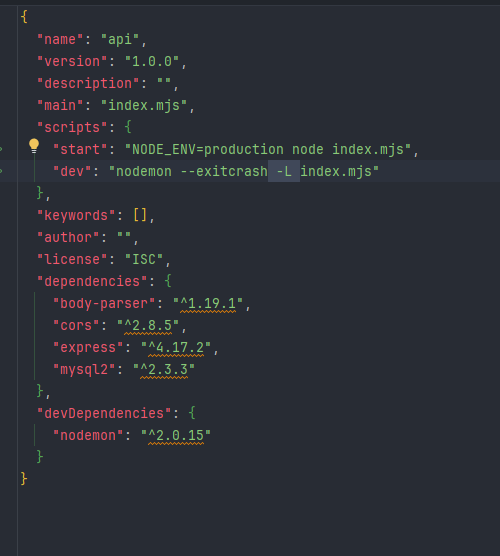 {
"name": "api",
"version": "1.0.0",
"description": "",
"main": "index.mjs",
"scripts": {
"start": "NODE_ENV=production node index.mjs",
"dev": "nodemon --exitcrash -L index.mjs"
},
"keywords": [],
"author": "",
"license": "ISC",
"dependencies": {
"body-parser": "^1.19.1",
"cors": "^2.8.5",
"express": "^4.17.2",
"mysql2": "^2.3.3"
},
"devDependencies": {
"nodemon": "^2.0.15"
}
}